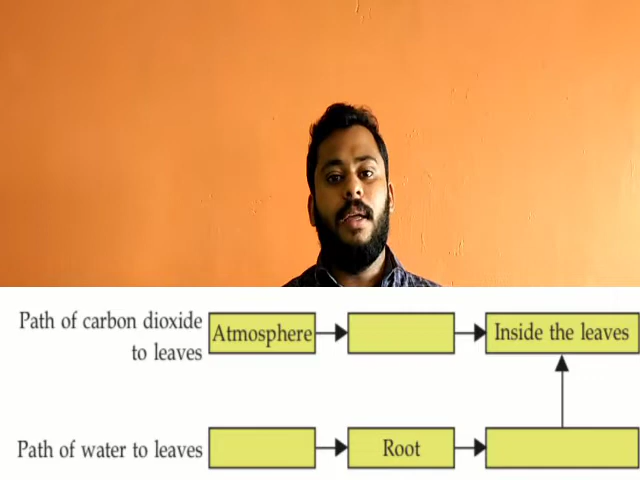 Path of carbon dioxide
to leaves
Atmosphere
Inside the leaves
Path of water to leaves
Root